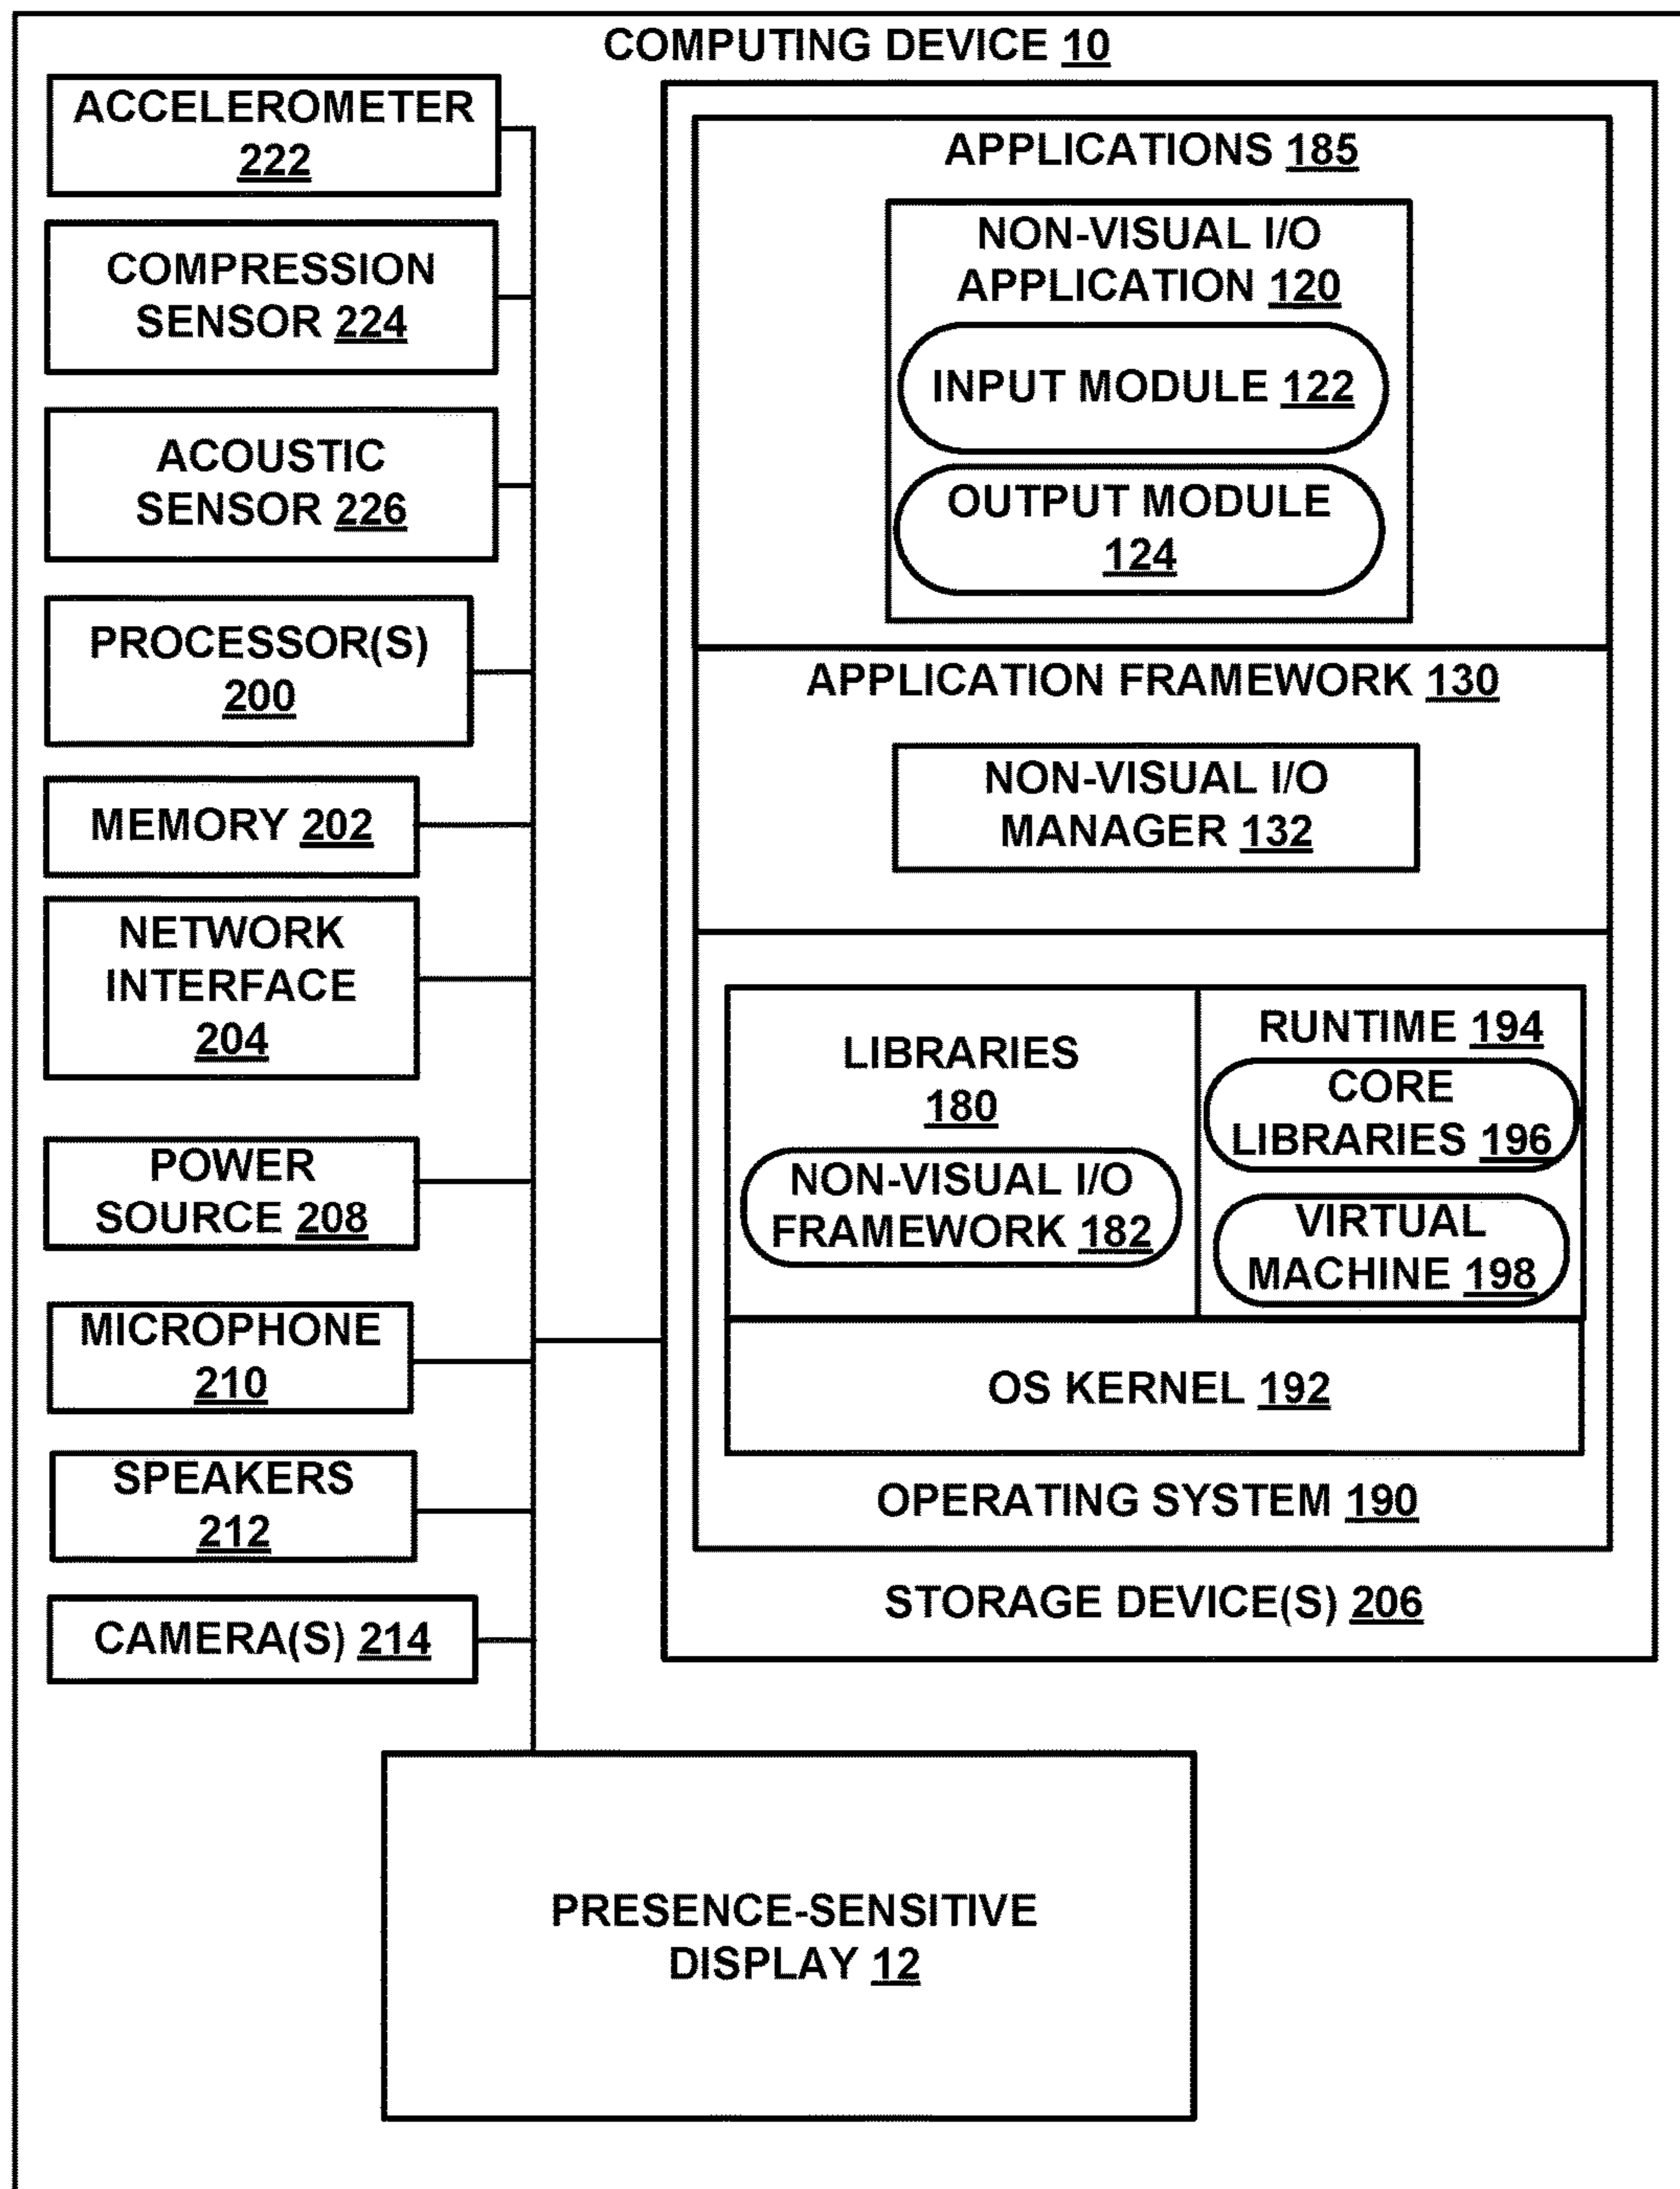 COMPUTING DEVICE 10
ACCELEROMETER
222
COMPRESSION
SENSOR 224
ACOUSTIC
SENSOR 226
PROCESSOR(S)
200
MEMORY 202
NETWORK
INTERFACE
204
POWER
SOURCE 208
MICROPHONE
210
SPEAKERS
212
CAMERA(S) 214
APPLICATIONS 185
NON-VISUAL I/O
APPLICATION 120
INPUT MODULE 122
OUTPUT MODULE
124
APPLICATION FRAMEWORK 130
NON-VISUAL I/O
MANAGER 132
LIBRARIES
180
NON-VISUAL I/O
FRAMEWORK 182
RUNTIME 194
CORE
LIBRARIES 196
VIRTUAL
MACHINE 198
OS KERNEL 192
OPERATING SYSTEM 190
STORAGE DEVICE(S) 206
PRESENCE-SENSITIVE
DISPLAY 12